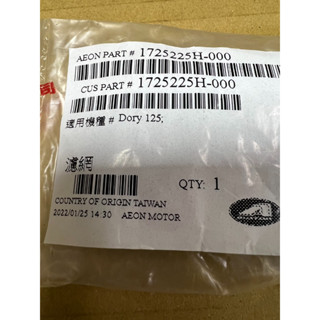 AEON PART # 1725225H-000
CUS PART # 1725225H-000
適用機種 # Dory 125;
濾網
QTY: 1
COUNTRY OF ORIGIN TAIWAN
2022/01/25 14:30 AEON MOTOR
司